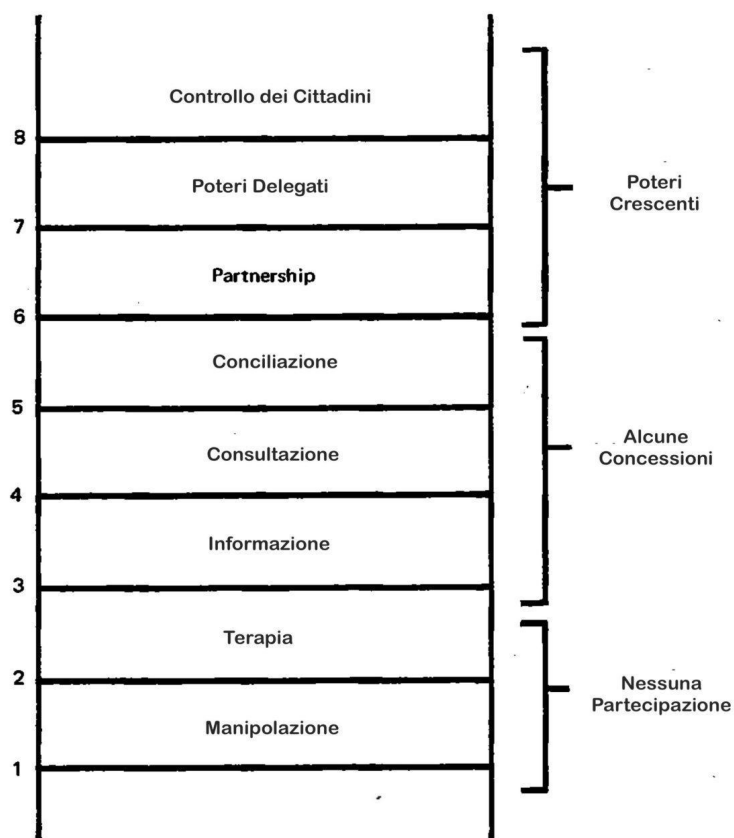 Controllo dei Cittadini
8
Poteri Delegati
7
Partnership
6
Conciliazione
5
Consultazione
4
Informazione
3
Terapia
2
Manipolazione
1
Poteri
Crescenti
Alcune
Concessioni
Nessuna
Partecipazione